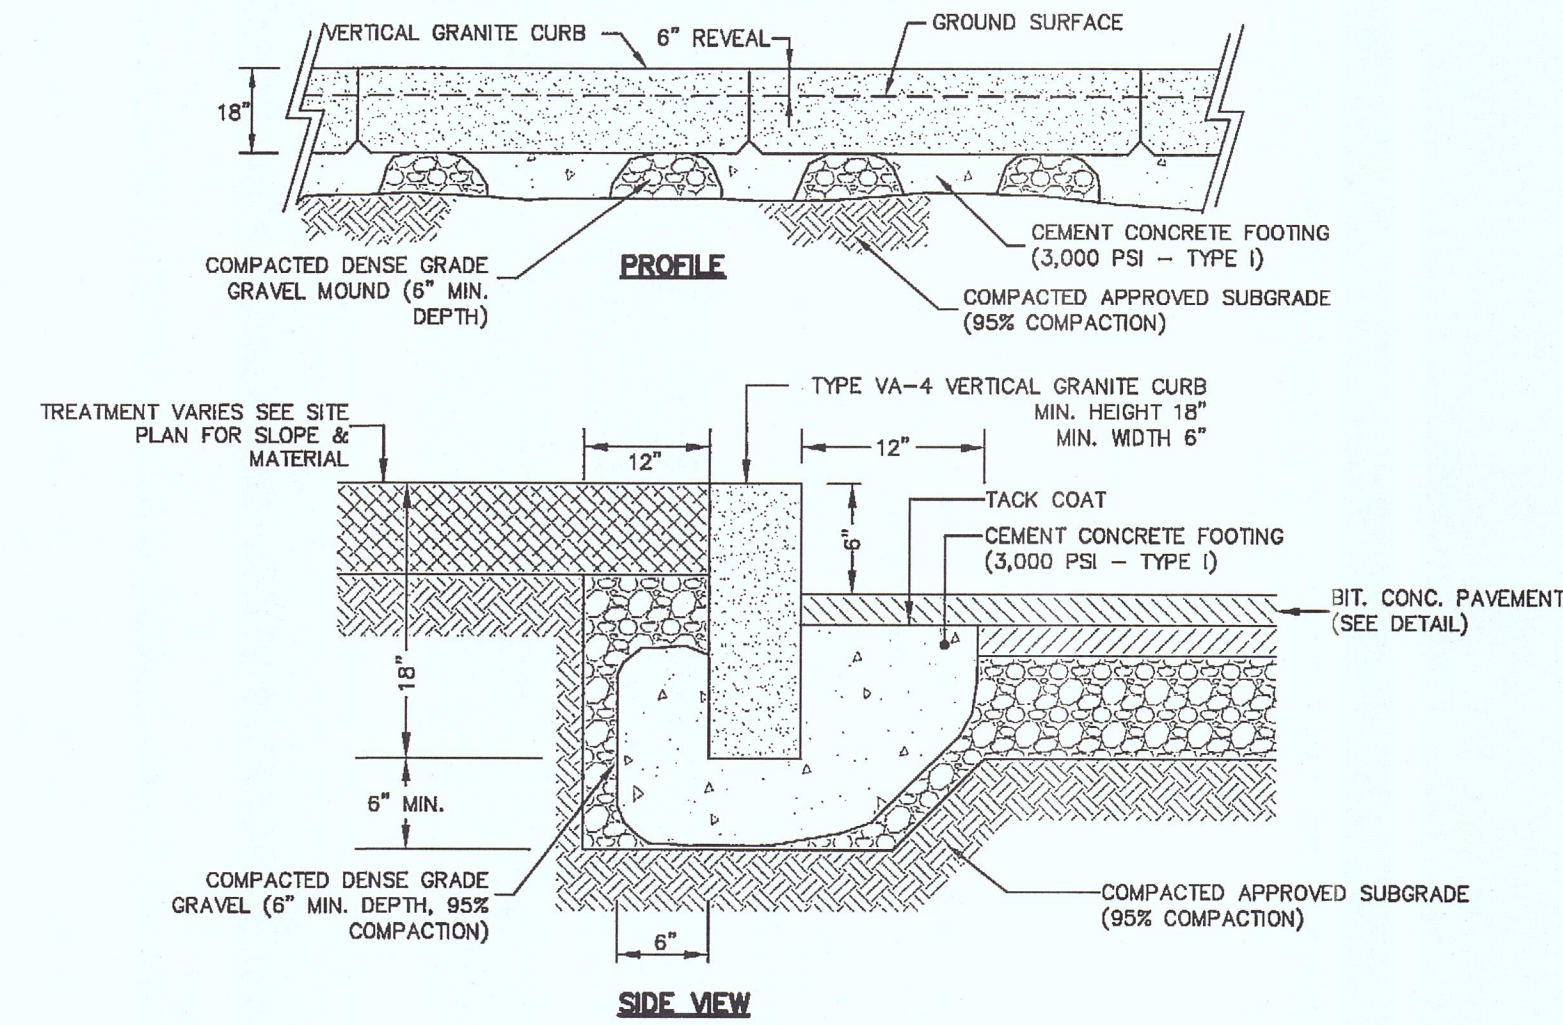 VERTICAL GRANITE CURB
6" REVEAL
GROUND SURFACE
18"
COMPACTED DENSE GRADE
GRAVEL MOUND (6" MIN.
DEPTH)
PROFILE
CEMENT CONCRETE FOOTING
(3,000 PSI – TYPE I)
COMPACTED APPROVED SUBGRADE
(95% COMPACTION)
TREATMENT VARIES SEE SITE
PLAN FOR SLOPE &
MATERIAL
TYPE VA-4 VERTICAL GRANITE CURB
MIN. HEIGHT 18"
MIN. WIDTH 6"
12"
12"
TACK COAT
6"
CEMENT CONCRETE FOOTING
(3,000 PSI – TYPE I)
BIT. CONC. PAVEMENT
(SEE DETAIL)
18"
6" MIN.
COMPACTED DENSE GRADE
GRAVEL (6" MIN. DEPTH, 95%
COMPACTION)
6"
COMPACTED APPROVED SUBGRADE
(95% COMPACTION)
SIDE VIEW